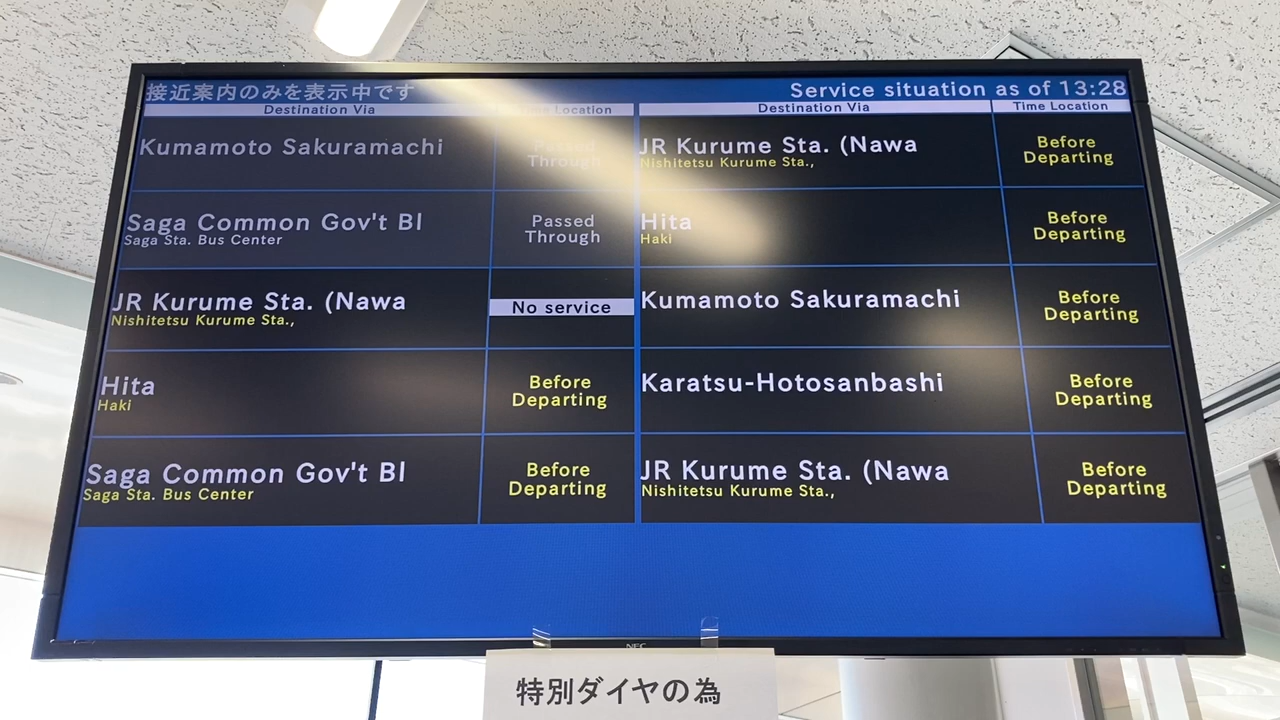 接近案内のみを表示中です
Service situation as of 13:28
Destination Via
Time Location
Destination Via
Time Location
Kumamoto Sakuramachi
Passed
Through
Saga Common Gov't Bl
Saga Sta. Bus Center
Passed
Through
JR Kurume Sta. (Nawa
Nishitetsu Kurume Sta.,
No service
Hita
Haki
Before
Departing
Saga Common Gov't Bl
Saga Sta. Bus Center
Before
Departing
JR Kurume Sta. (Nawa
Nishitetsu Kurume Sta.,
Before
Departing
Hita
Haki
Before
Departing
Kumamoto Sakuramachi
Before
Departing
Karatsu-Hotosanbashi
Before
Departing
JR Kurume Sta. (Nawa
Nishitetsu Kurume Sta.,
Before
Departing
NEC
特別ダイヤの為